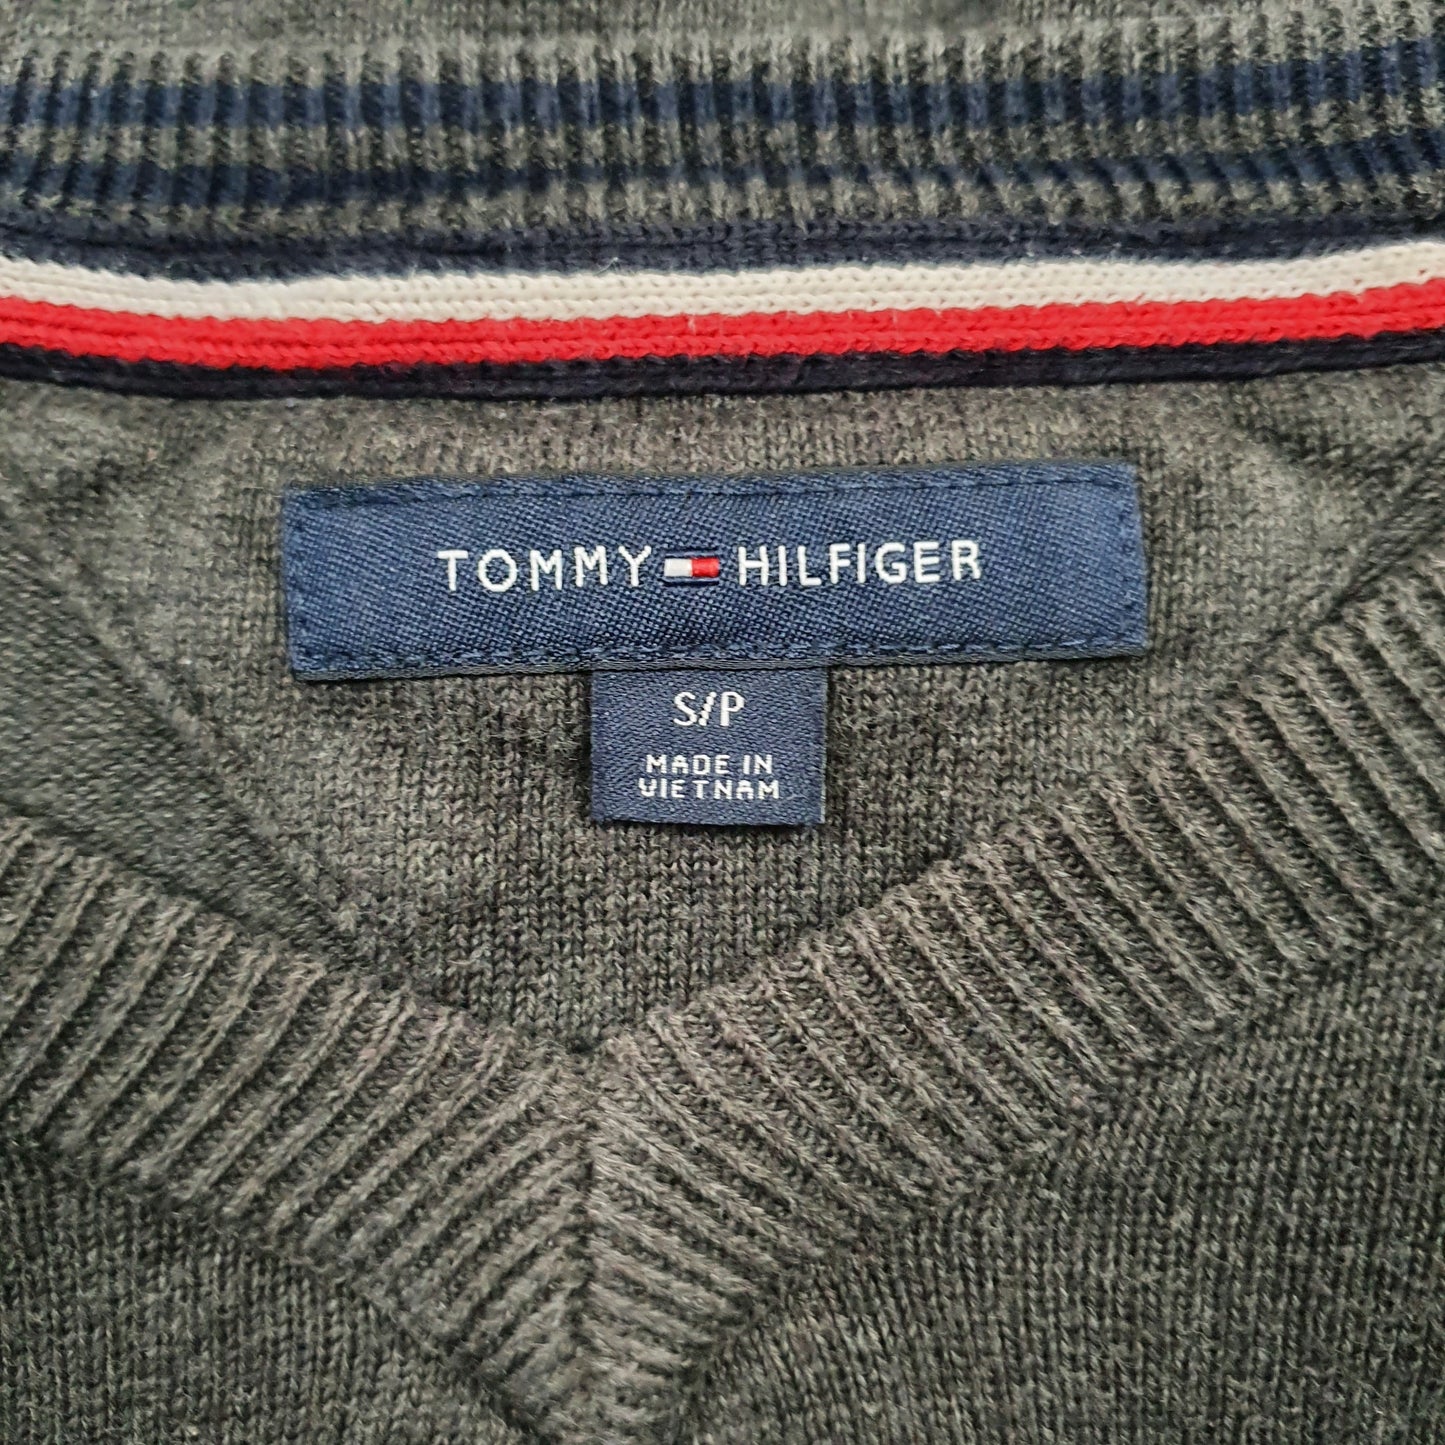 TOMMY HILFIGER
S/P
MADE IN
VIETNAM